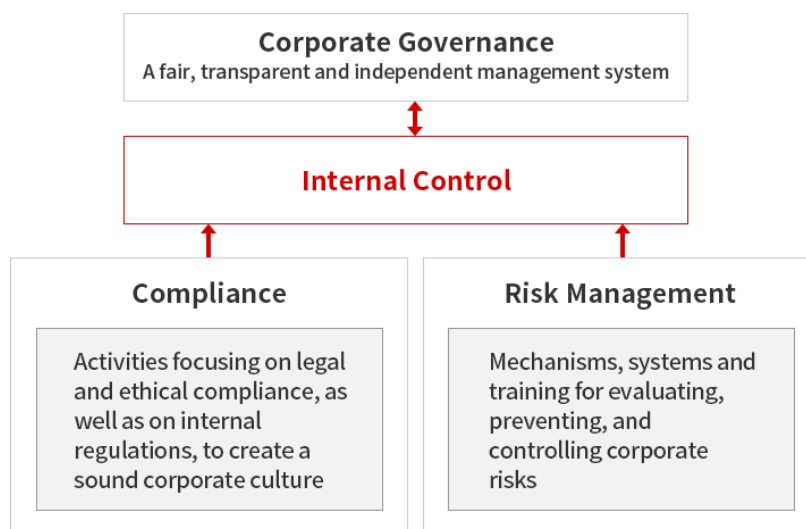 Corporate Governance
A fair, transparent and independent management system
Internal Control
Compliance
Activities focusing on legal
and ethical compliance, as
well as on internal
regulations, to create a
sound corporate culture
Risk Management
Mechanisms, systems and
training for evaluating,
preventing, and
controlling corporate
risks